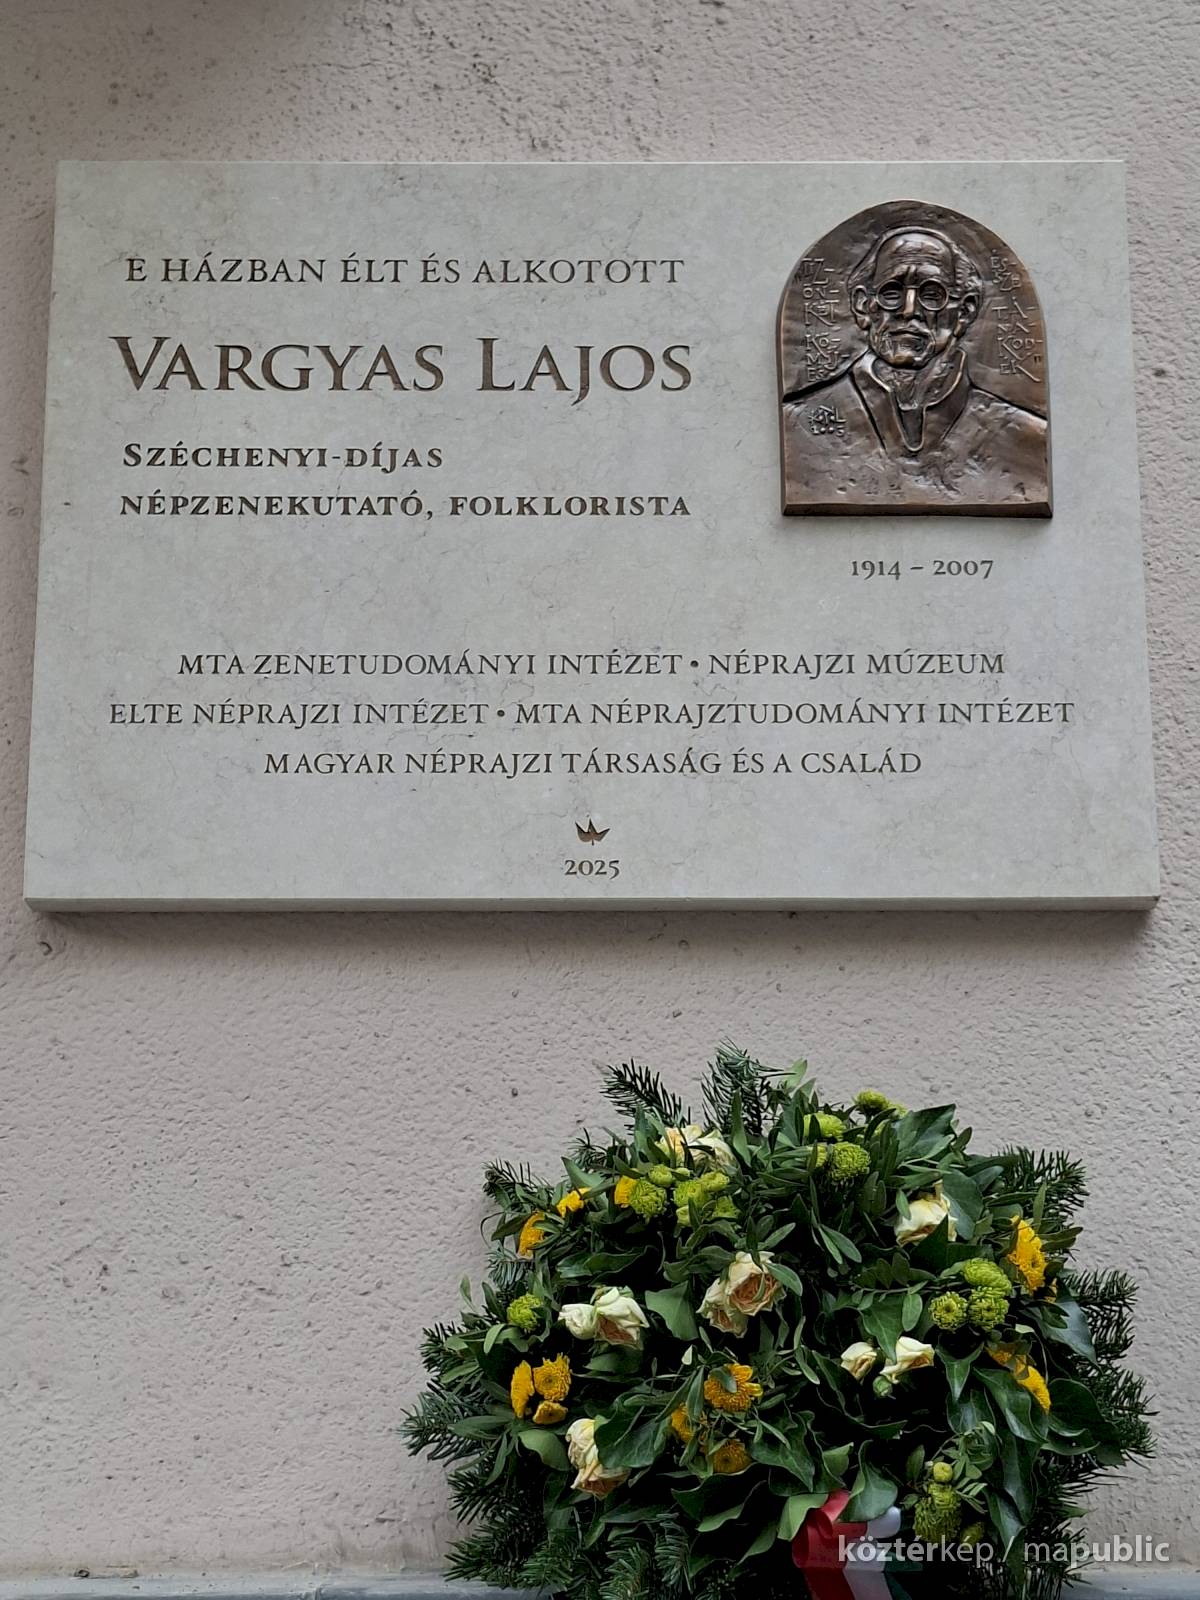 E HÁZBAN ÉLT ÉS ALKOTOTT
VARGYAS LAJOS
SZÉCHENYI-DÍJAS
NÉPZENEKUTATÓ, FOLKLORISTA
1914 – 2007
MTA ZENETUDOMÁNYI INTÉZET • NÉPRAJZI MÚZEUM
ELTE NÉPRAJZI INTÉZET • MTA NÉPRAJZTUDOMÁNYI INTÉZET
MAGYAR NÉPRAJZI TÁRSASÁG ÉS A CSALÁD
2025
köztérkép / mapublic